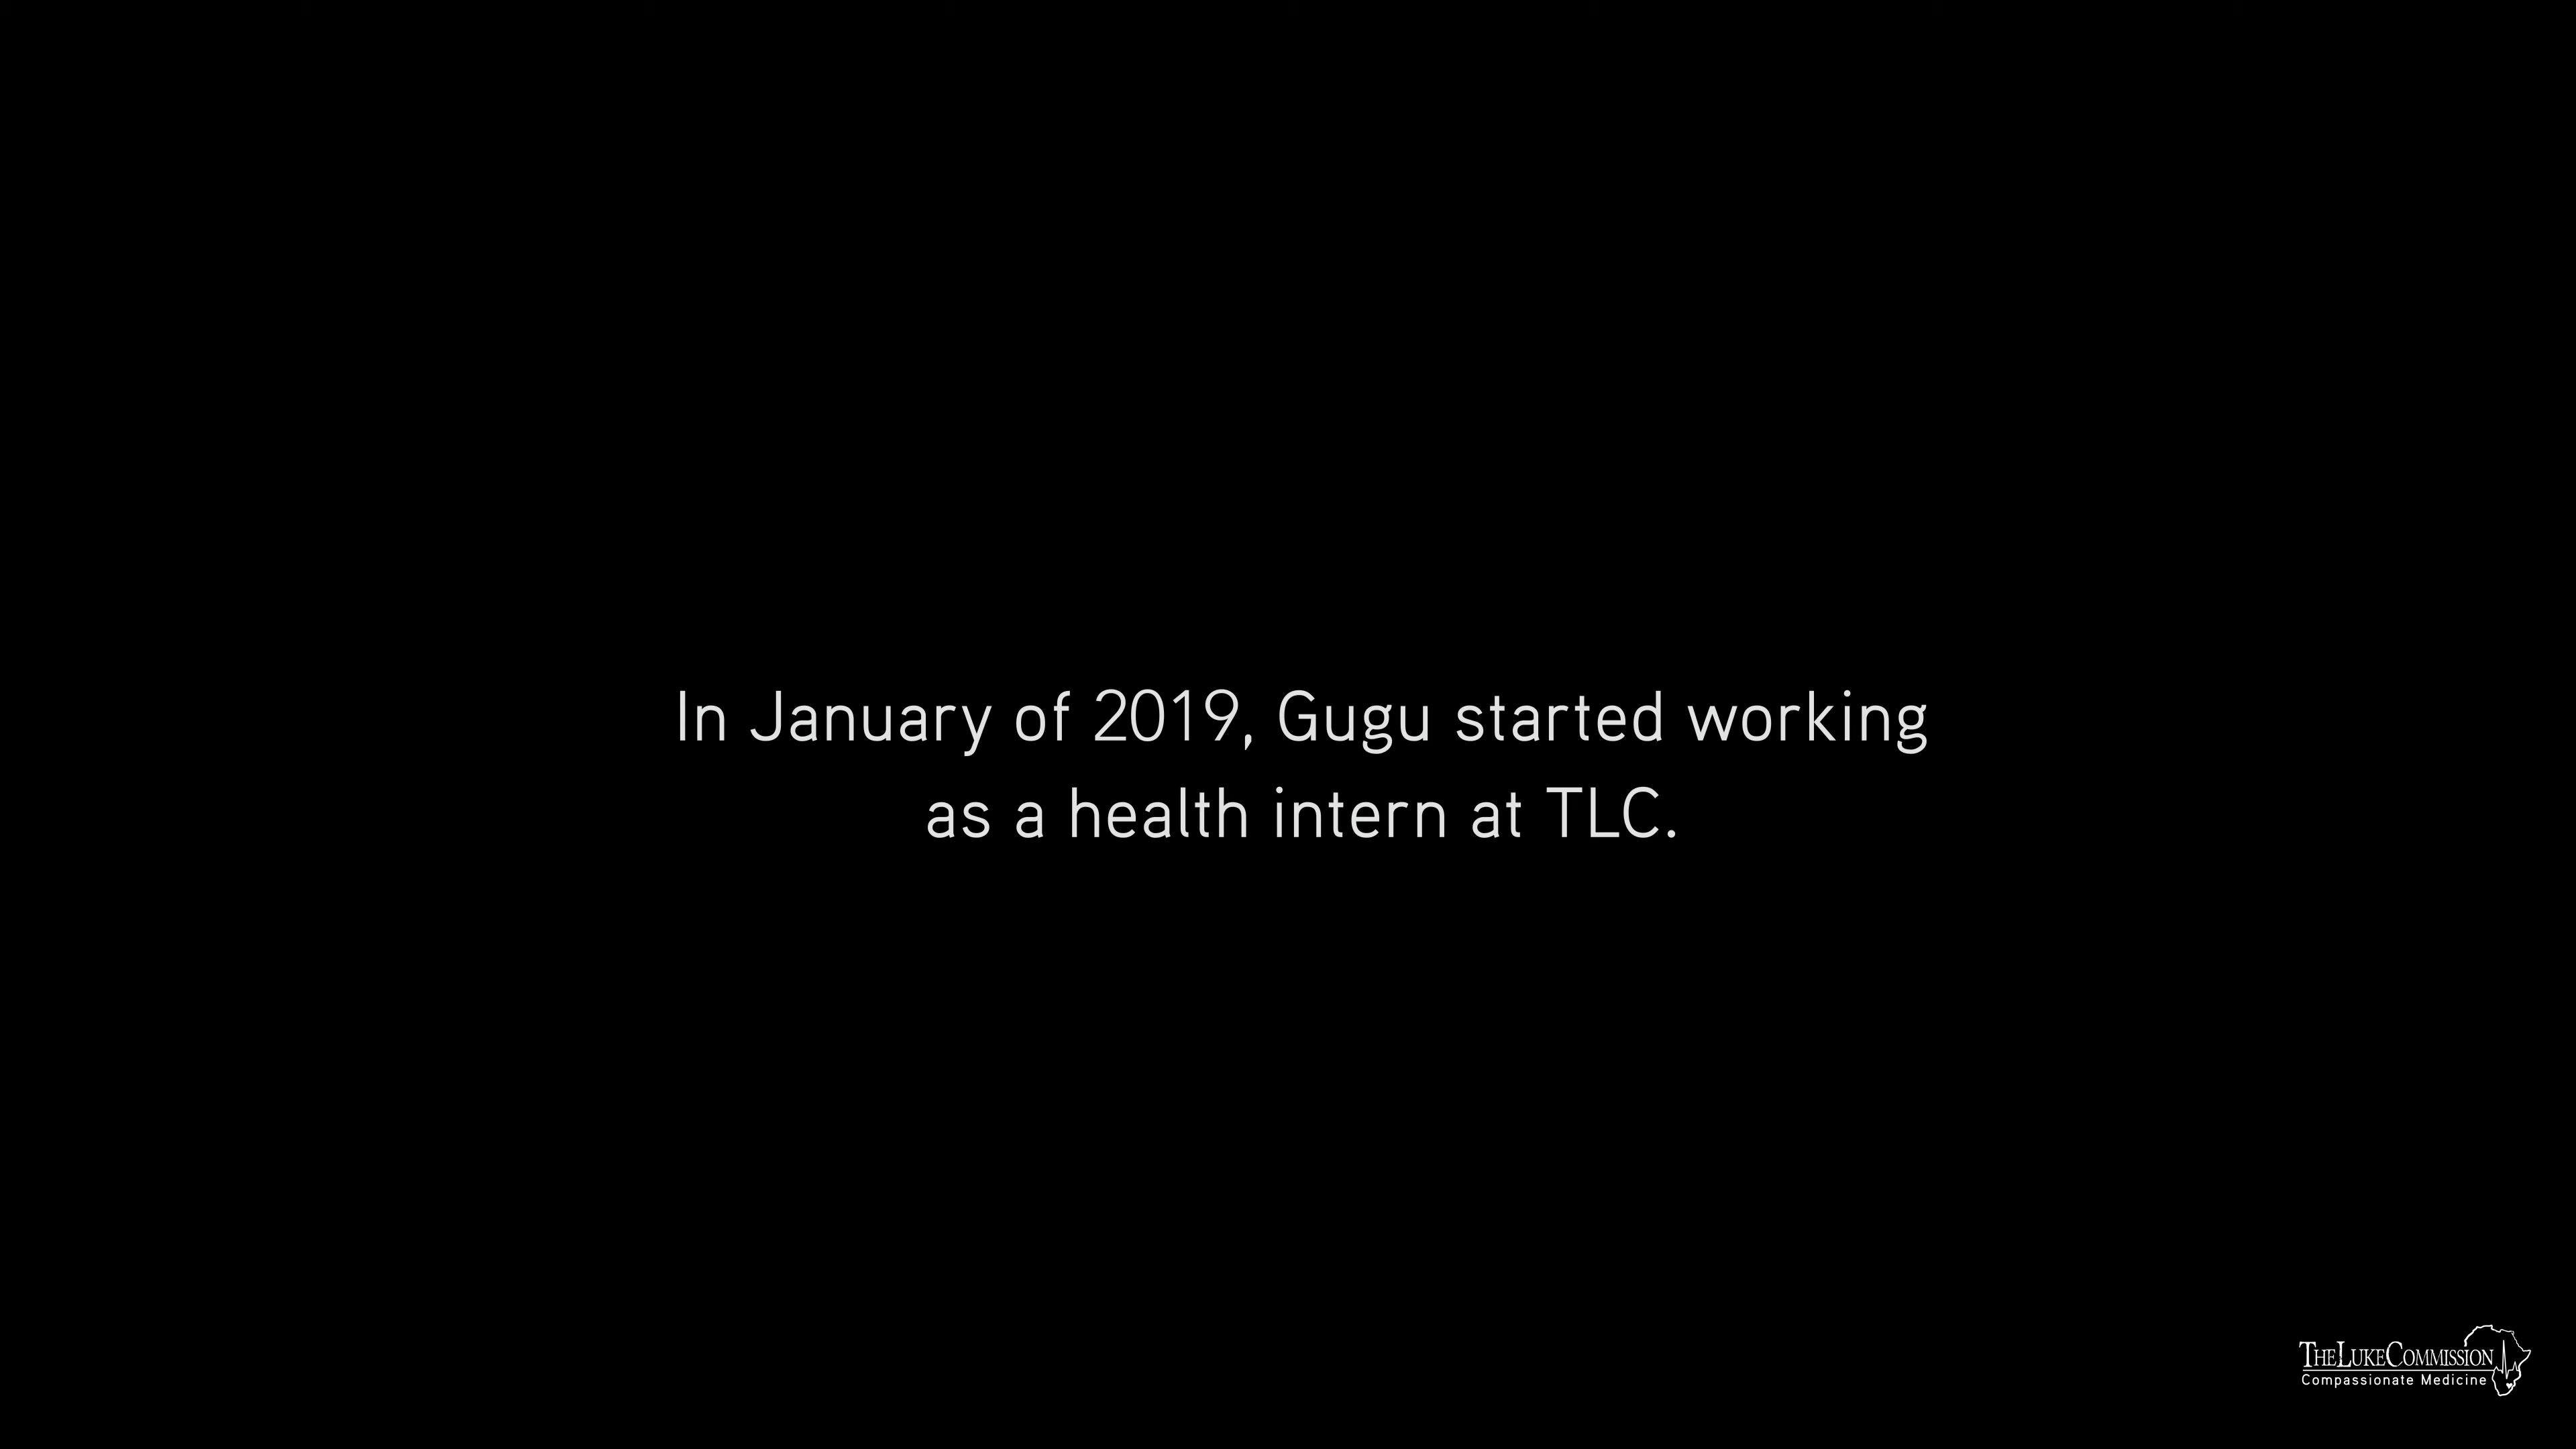 In January of 2019, Gugu started working
as a health intern at TLC.
THELUKECOMMISSION
Compassionate Medicine